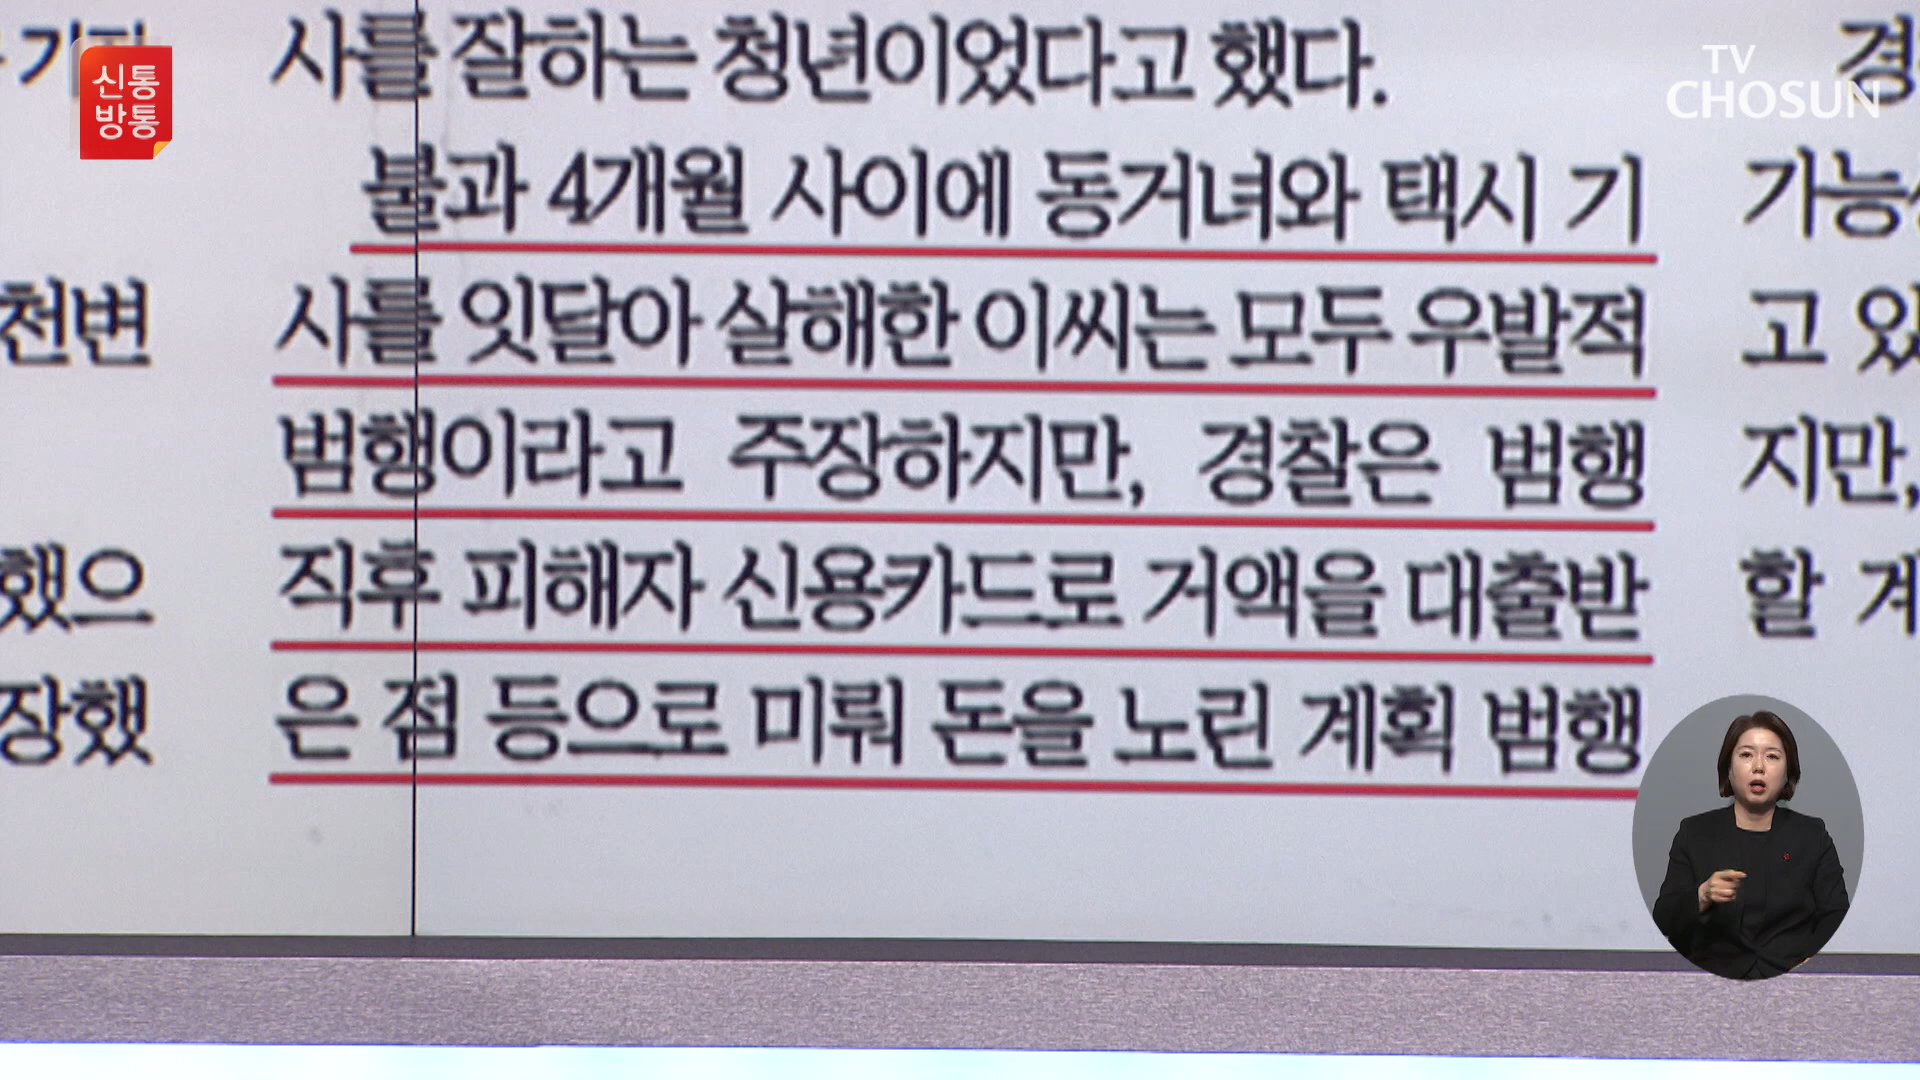 신통
방통
TV
CHOSUN
사를 잘하는 청년이었다고 했다.
불과 4개월 사이에 동거녀와 택시 기
사를 잇달아 살해한 이씨는 모두 우발적
범행이라고 주장하지만, 경찰은 범행
직후 피해자 신용카드로 거액을 대출받
은 점 등으로 미뤄 돈을 노린 계획 범행
천변
했으
장했
경
가능
고 있
지만,
할 계